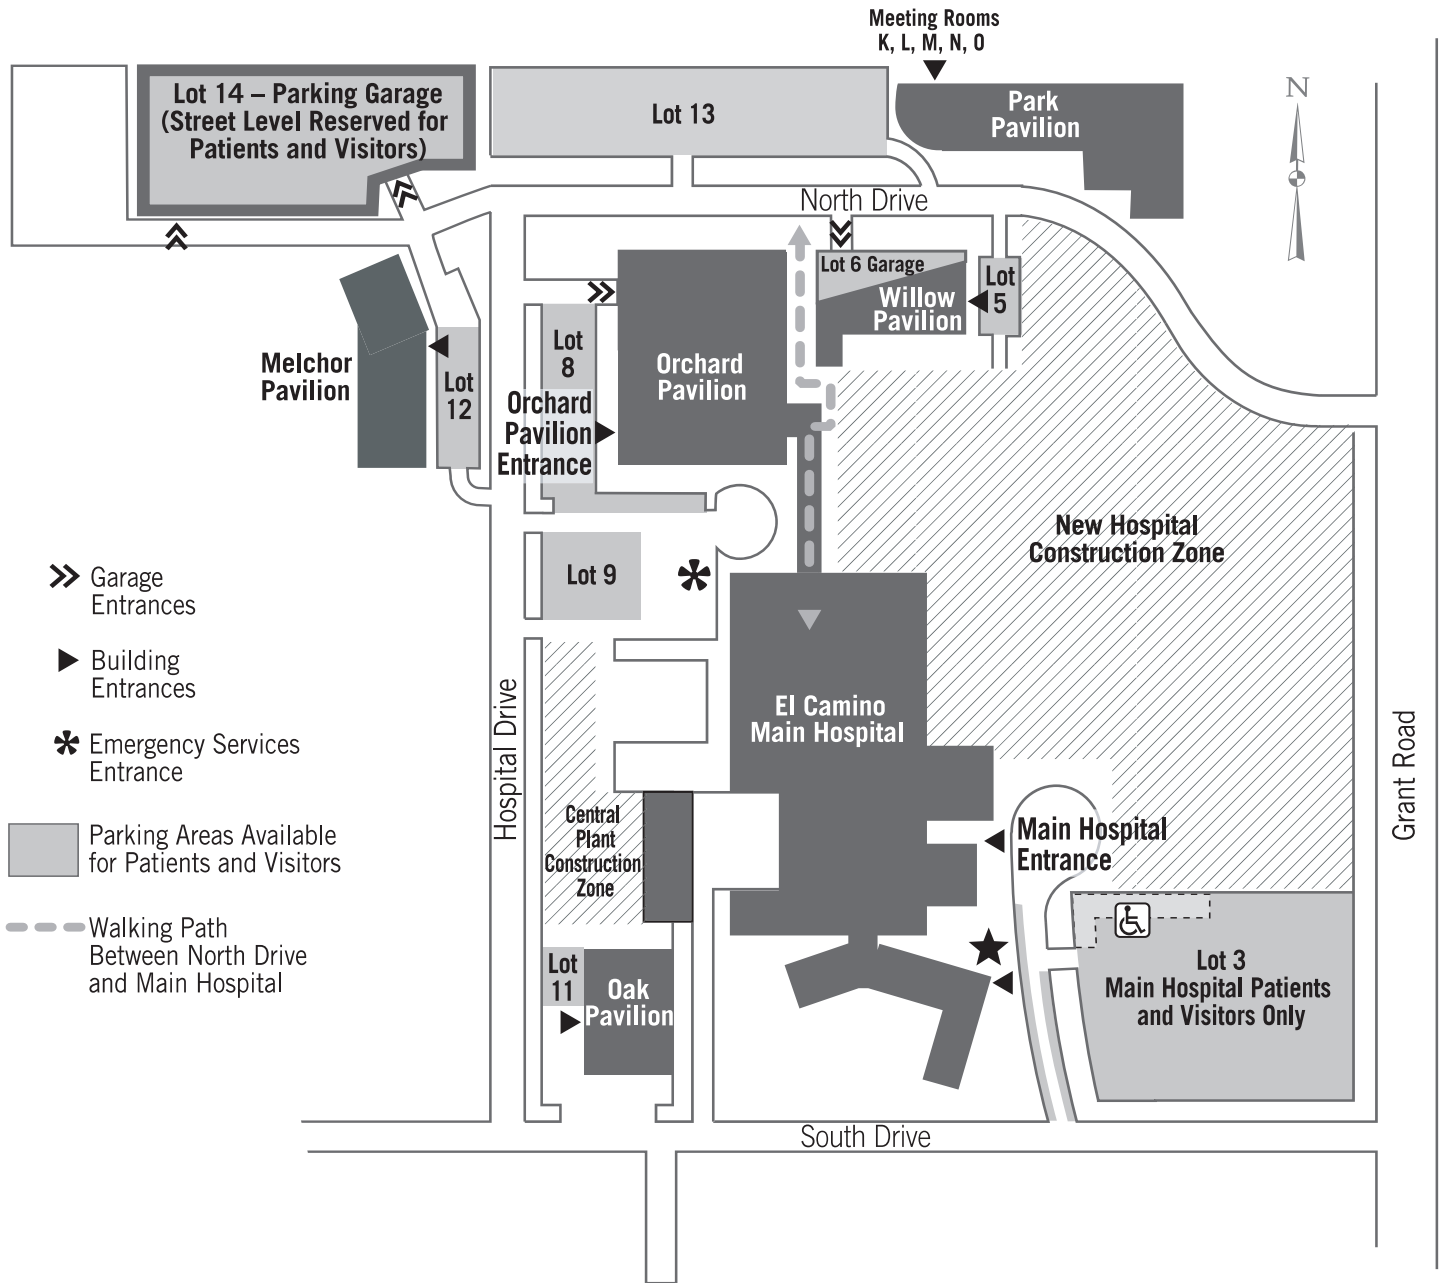 Meeting Rooms
K, L, M, N, O
Lot 14 – Parking Garage
(Street Level Reserved for
Patients and Visitors)
Lot 13
Park
Pavilion
N
North Drive
Lot 6 Garage
Willow
Pavilion
Lot
5
Melchor
Pavilion
Lot
12
Lot
8
Orchard
Pavilion
Entrance
Orchard
Pavilion
New Hospital
Construction Zone
Lot 9
Garage
Entrances
Building
Entrances
Emergency Services
Entrance
Parking Areas Available
for Patients and Visitors
Walking Path
Between North Drive
and Main Hospital
Hospital Drive
El Camino
Main Hospital
Grant Road
Central
Plant
Construction
Zone
Main Hospital
Entrance
Lot
11
Oak
Pavilion
Lot 3
Main Hospital Patients
and Visitors Only
South Drive